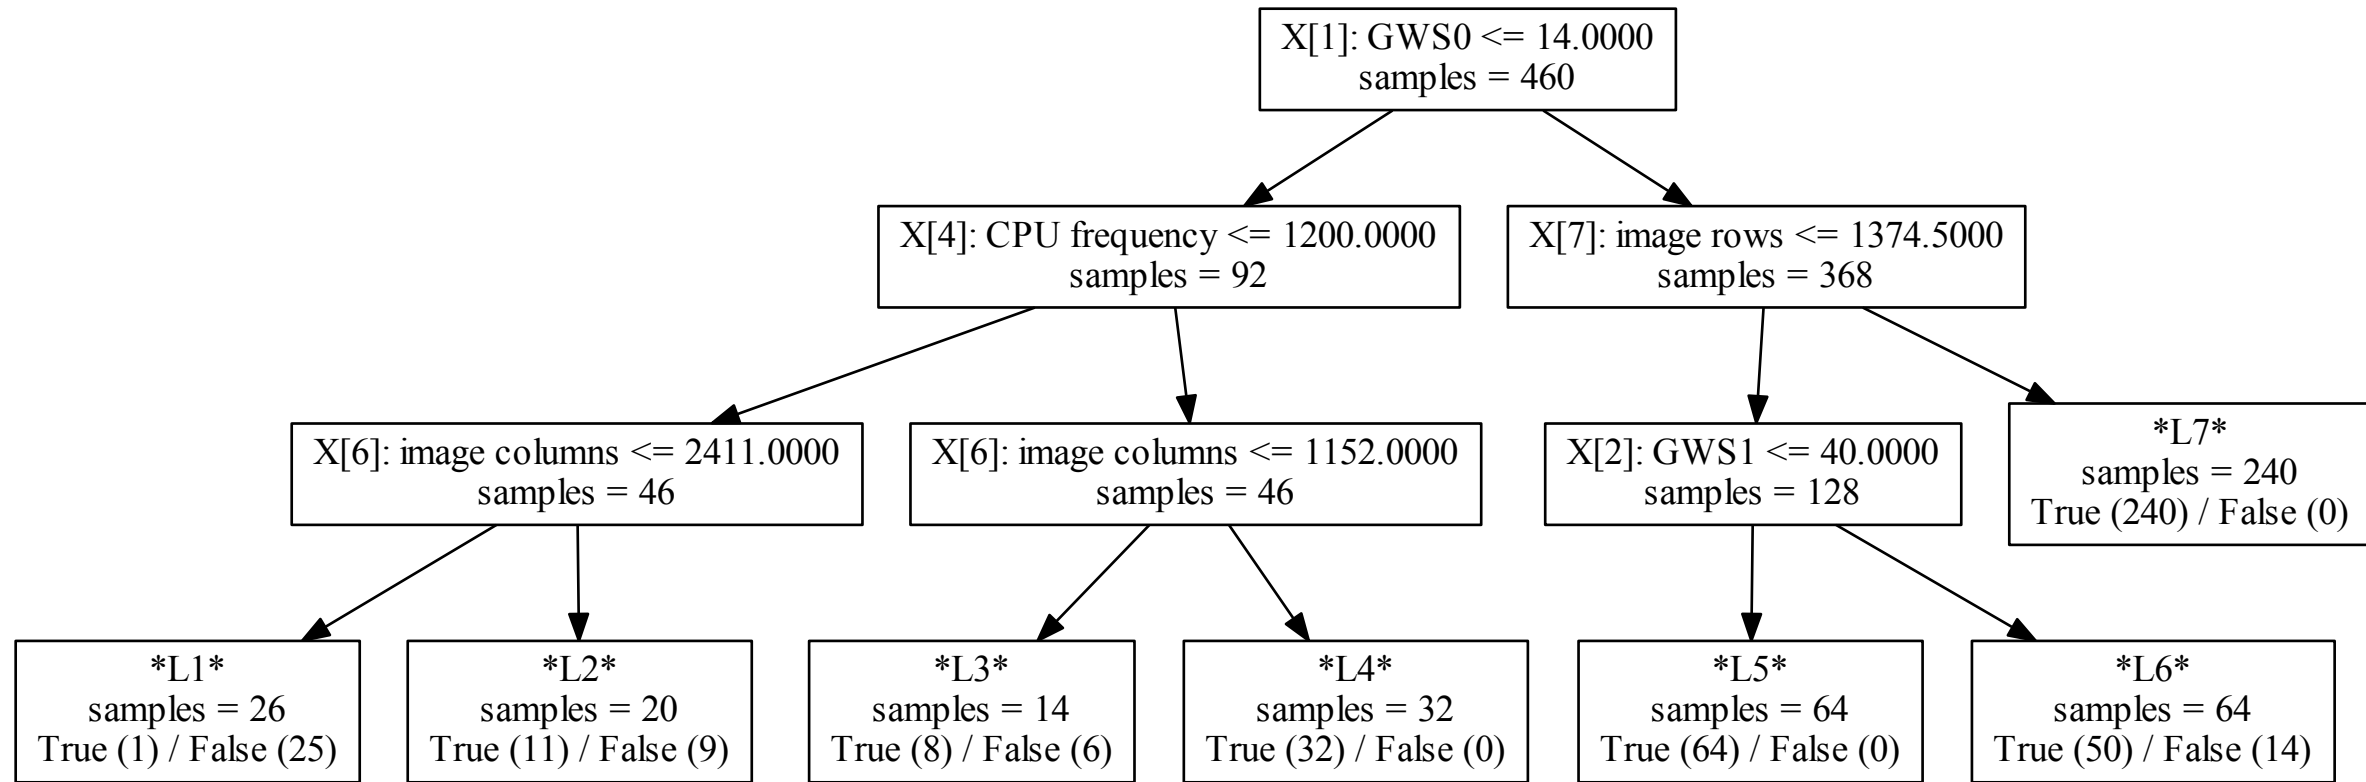 X[1]: GWS0 <= 14.0000
samples = 460
X[4]: CPU frequency <= 1200.0000
samples = 92
X[7]: image rows <= 1374.5000
samples = 368
X[6]: image columns <= 2411.0000
samples = 46
X[6]: image columns <= 1152.0000
samples = 46
X[2]: GWS1 <= 40.0000
samples = 128
*L7*
samples = 240
True (240) / False (0)
*L1*
samples = 26
True (1) / False (25)
*L2*
samples = 20
True (11) / False (9)
*L3*
samples = 14
True (8) / False (6)
*L4*
samples = 32
True (32) / False (0)
*L5*
samples = 64
True (64) / False (0)
*L6*
samples = 64
True (50) / False (14)